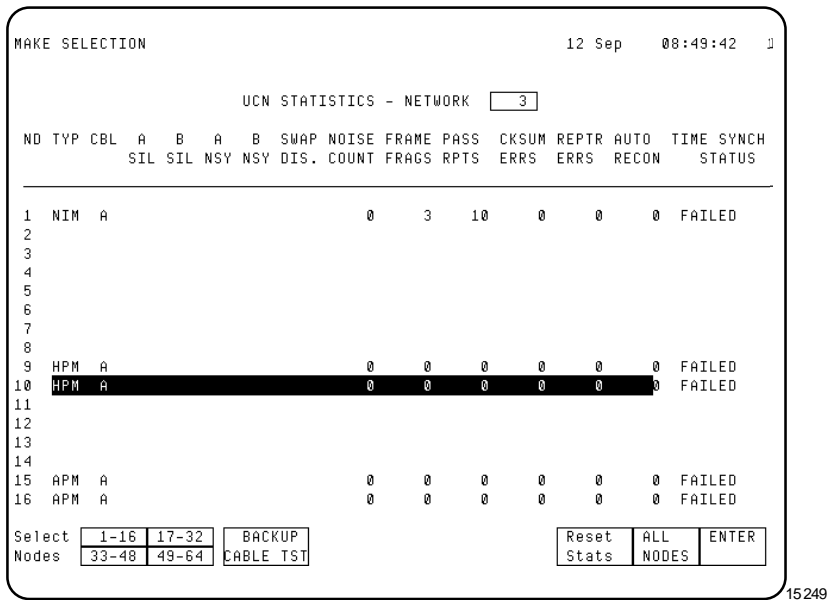 MAKE SELECTION 12 Sep 08:49:42 1
UCN STATISTICS - NETWORK 3
ND TYP CBL A B A B SWAP NOISE FRAME PASS CKSUM REPTR AUTO TIME SYNCH
SIL SIL NSY NSY DIS. COUNT FRAGS RPTS ERRS ERRS RECON STATUS
1 NIM A 0 3 10 0 0 0 FAILED
2
3
4
5
6
7
8
9 HPM A 0 0 0 0 0 0 FAILED
10 HPM A 0 0 0 0 0 0 FAILED
11
12
13
14
15 APM A 0 0 0 0 0 0 FAILED
16 APM A 0 0 0 0 0 0 FAILED
Select 1-16 17-32 BACKUP Reset ALL ENTER
Nodes 33-48 49-64 CABLE TST Stats NODES
15249